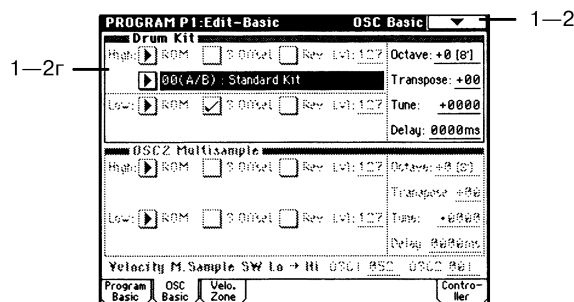 PROGRAM P1:Edit-Basic OSC Basic
1—2
Drum Kit
High: ROM S.Offset Rev Lvl:127 Octave:+0 [8']
1—2г
00(A/B) : Standard Kit Transpose:+00
Low: ROM S.Offset Rev Lvl:127 Tune: +0000
Delay: 0000ms
OSC2 Multisample
High: ROM S.Offset Rev Lvl:127 Octave:+0 [8']
Transpose +00
Low: ROM S.Offset Rev Lvl:127 Tune: +0000
Delay 0000ms
Velocity M.Sample SW Lo → Hi OSC1 OSC2 001
Program Basic
OSC Basic
Velo. Zone
Contro-ller